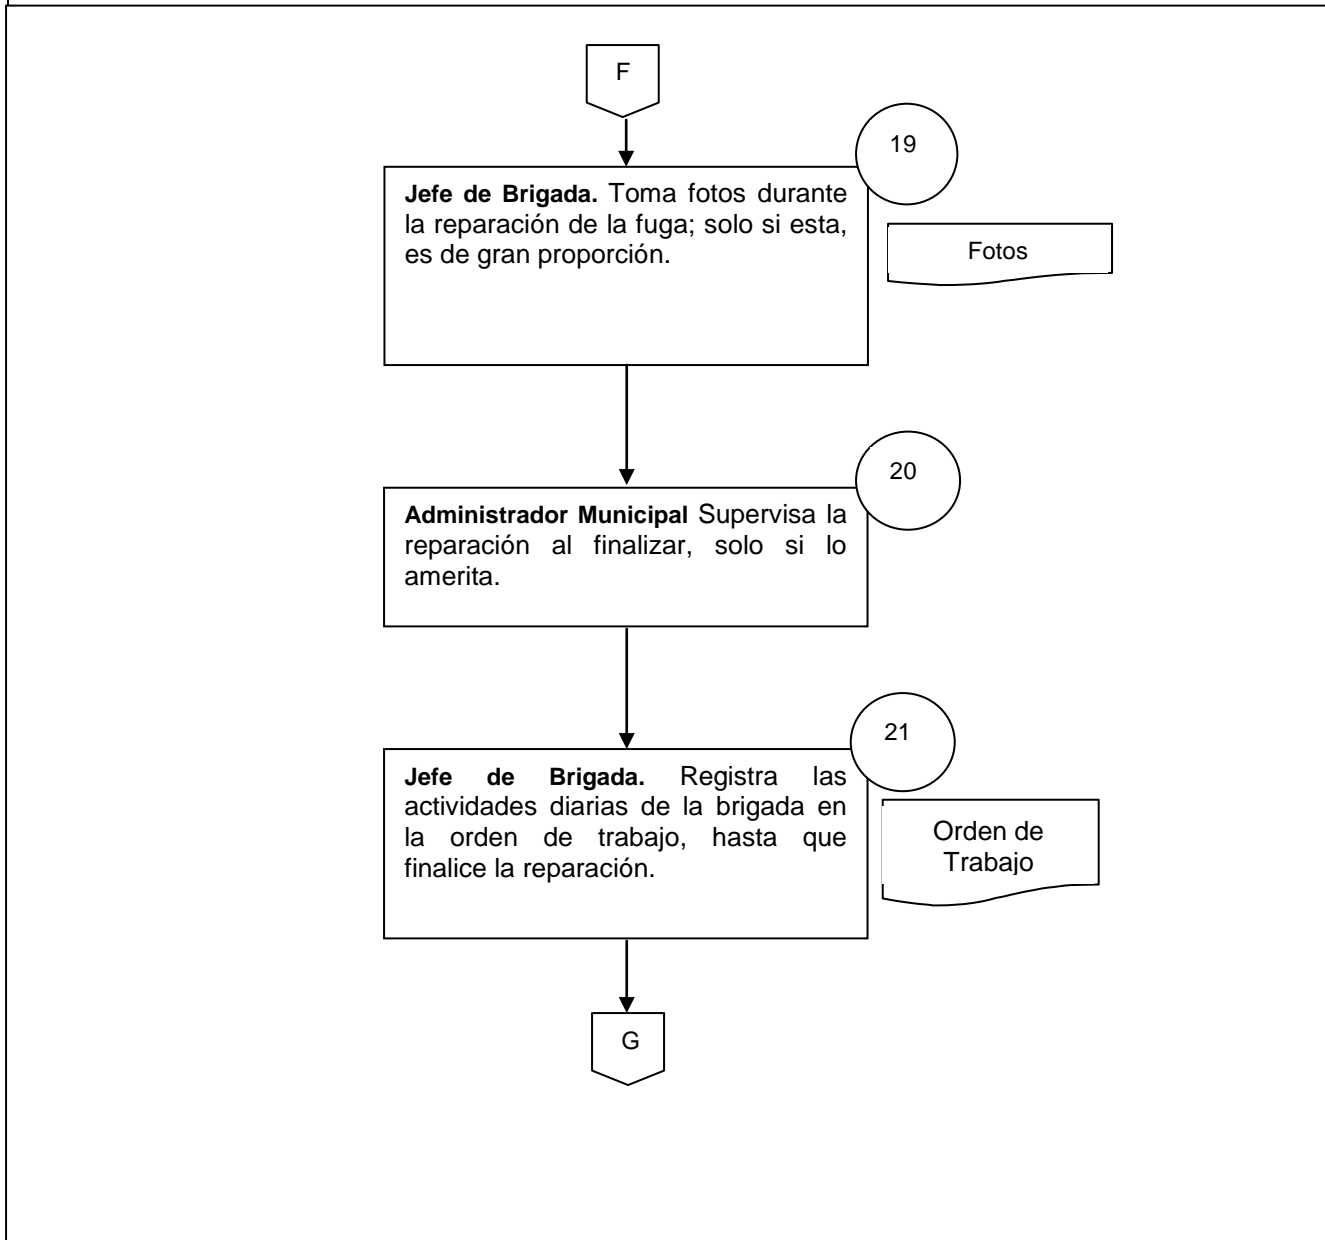 F
19
Jefe de Brigada. Toma fotos durante
la reparación de la fuga; solo si esta,
es de gran proporción.
Fotos
20
Administrador Municipal Supervisa la
reparación al finalizar, solo si lo
amerita.
21
Jefe de Brigada. Registra las
actividades diarias de la brigada en
la orden de trabajo, hasta que
finalice la reparación.
Orden de
Trabajo
G